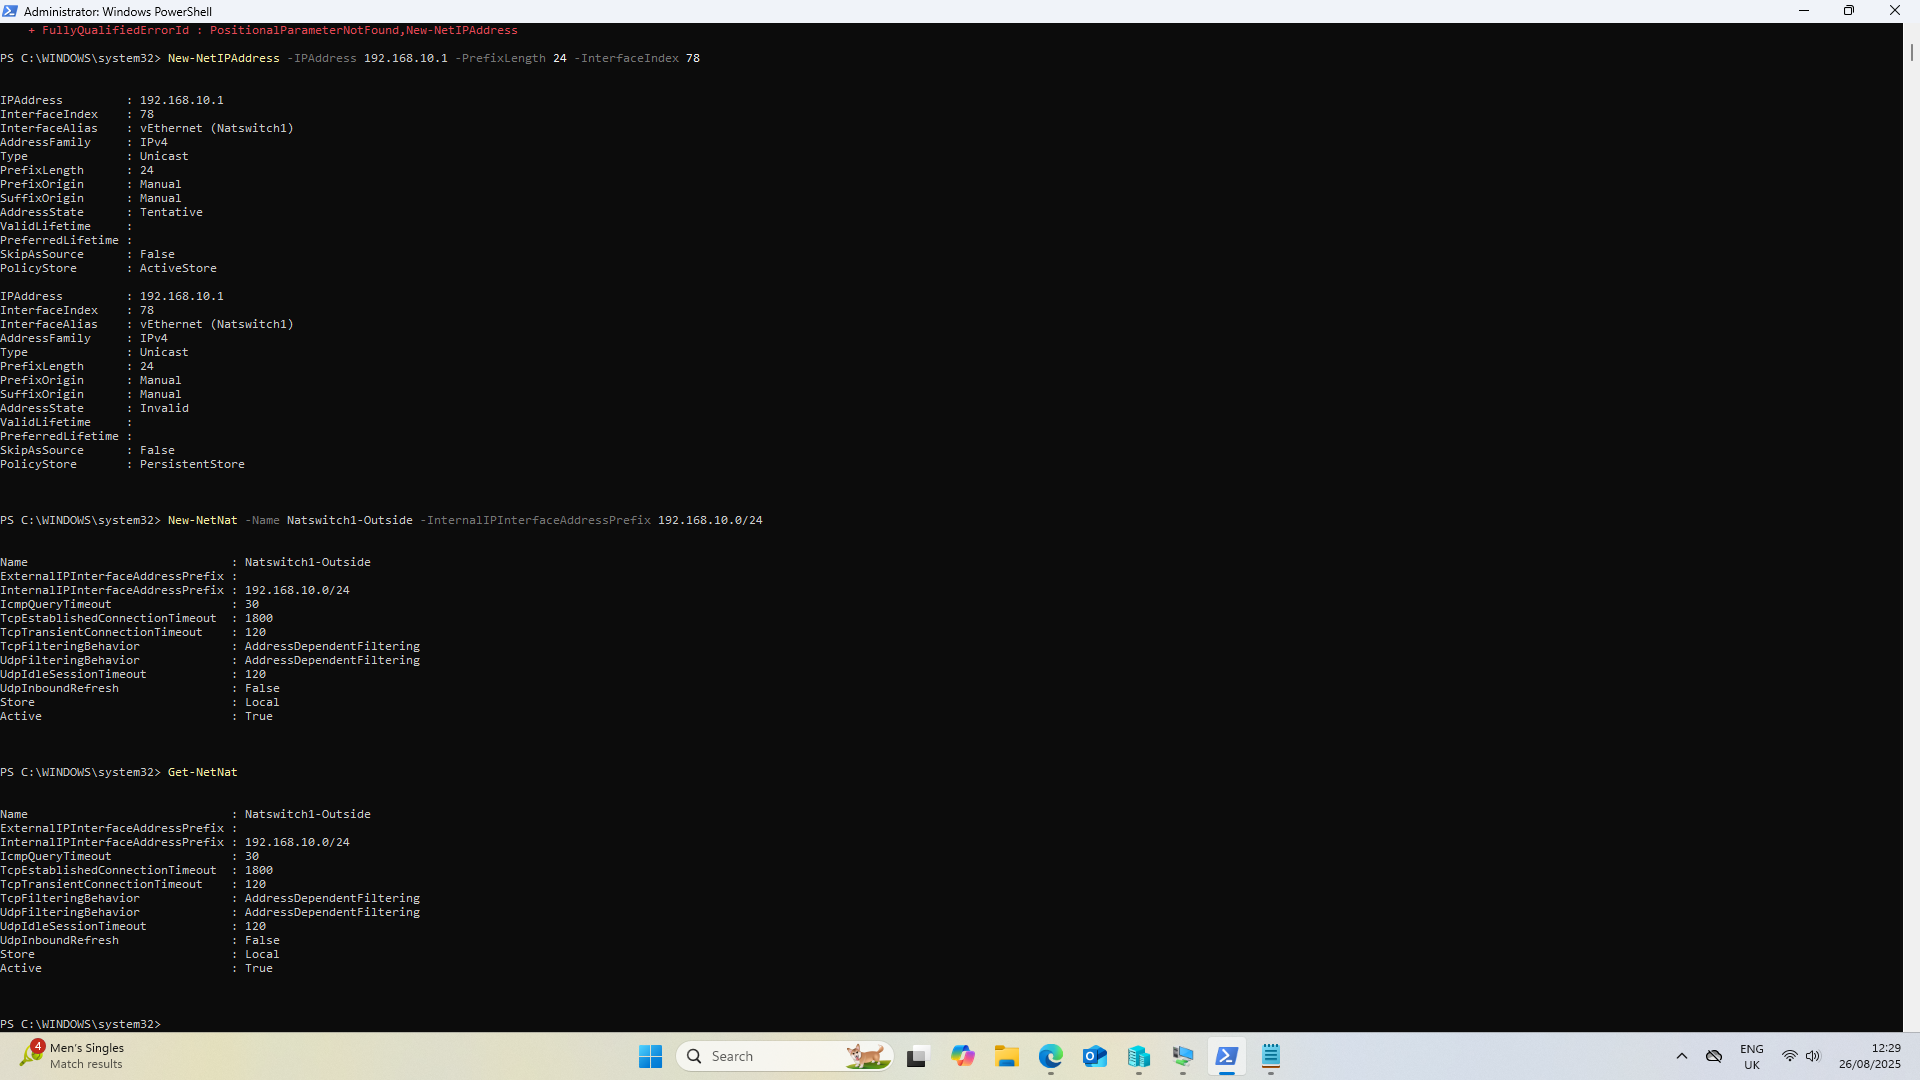 Administrator: Windows PowerShell
+ FullyQualifiedErrorId : PositionalParameterNotFound,New-NetIPAddress
PS C:\WINDOWS\system32> New-NetIPAddress -IPAddress 192.168.10.1 -PrefixLength 24 -InterfaceIndex 78
IPAddress : 192.168.10.1
InterfaceIndex : 78
InterfaceAlias : vEthernet (Natswitch1)
AddressFamily : IPv4
Type : Unicast
PrefixLength : 24
PrefixOrigin : Manual
SuffixOrigin : Manual
AddressState : Tentative
ValidLifetime :
PreferredLifetime :
SkipAsSource : False
PolicyStore : ActiveStore
IPAddress : 192.168.10.1
InterfaceIndex : 78
InterfaceAlias : vEthernet (Natswitch1)
AddressFamily : IPv4
Type : Unicast
PrefixLength : 24
PrefixOrigin : Manual
SuffixOrigin : Manual
AddressState : Invalid
ValidLifetime :
PreferredLifetime :
SkipAsSource : False
PolicyStore : PersistentStore
PS C:\WINDOWS\system32> New-NetNat -Name Natswitch1-Outside -InternalIPInterfaceAddressPrefix 192.168.10.0/24
Name : Natswitch1-Outside
ExternalIPInterfaceAddressPrefix :
InternalIPInterfaceAddressPrefix : 192.168.10.0/24
IcmpQueryTimeout : 30
TcpEstablishedConnectionTimeout : 1800
TcpTransientConnectionTimeout : 120
TcpFilteringBehavior : AddressDependentFiltering
UdpFilteringBehavior : AddressDependentFiltering
UdpIdleSessionTimeout : 120
UdpInboundRefresh : False
Store : Local
Active : True
PS C:\WINDOWS\system32> Get-NetNat
Name : Natswitch1-Outside
ExternalIPInterfaceAddressPrefix :
InternalIPInterfaceAddressPrefix : 192.168.10.0/24
IcmpQueryTimeout : 30
TcpEstablishedConnectionTimeout : 1800
TcpTransientConnectionTimeout : 120
TcpFilteringBehavior : AddressDependentFiltering
UdpFilteringBehavior : AddressDependentFiltering
UdpIdleSessionTimeout : 120
UdpInboundRefresh : False
Store : Local
Active : True
PS C:\WINDOWS\system32>
4
Men's Singles
Match results
Search
ENG
UK
12:29
26/08/2025